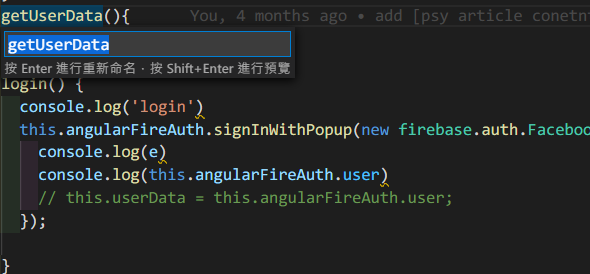 getUserData(){ You, 4 months ago • add [psy article conetn
getUserData
按 Enter 進行重新命名，按 Shift+Enter 進行預覽
login() {
console.log('login')
this.angularFireAuth.signInWithPopup(new firebase.auth.Facebo
console.log(e)
console.log(this.angularFireAuth.user)
// this.userData = this.angularFireAuth.user;
});
}